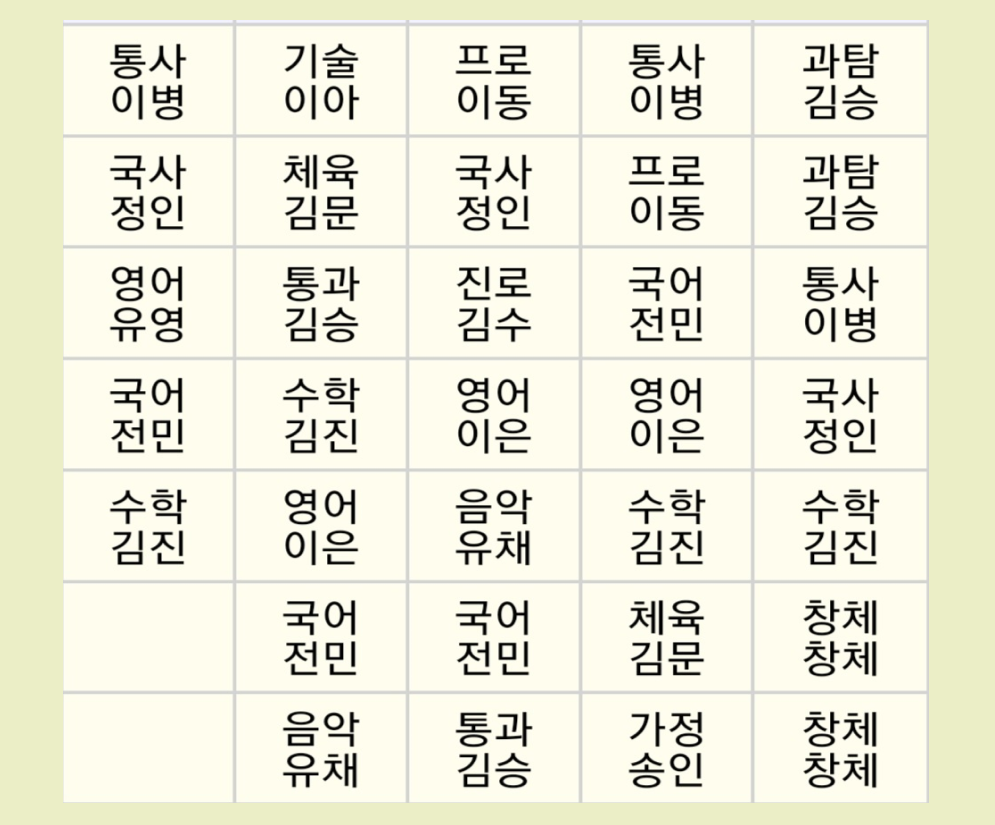 통사 기술 프로 통사 과탐
이병 이아 이동 이병 김승
국사 체육 국사 프로 과탐
정인 김문 정인 이동 김승
영어 통과 진로 국어 통사
유영 김승 김수 전민 이병
국어 수학 영어 영어 국사
전민 김진 이은 이은 정인
수학 영어 음악 수학 수학
김진 이은 유채 김진 김진
국어 국어 체육 창체
전민 전민 김문 창체
음악 통과 가정 창체
유채 김승 송인 창체